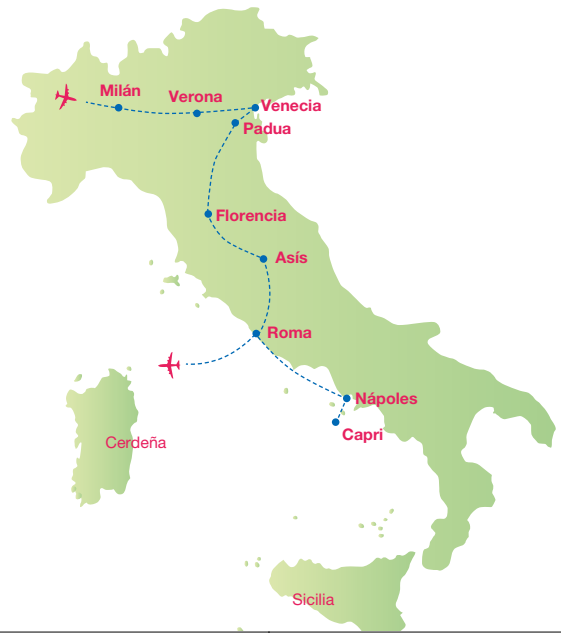 Milán
Verona
Venecia
Padua
Florencia
Asís
Roma
Nápoles
Capri
Cerdeña
Sicilia